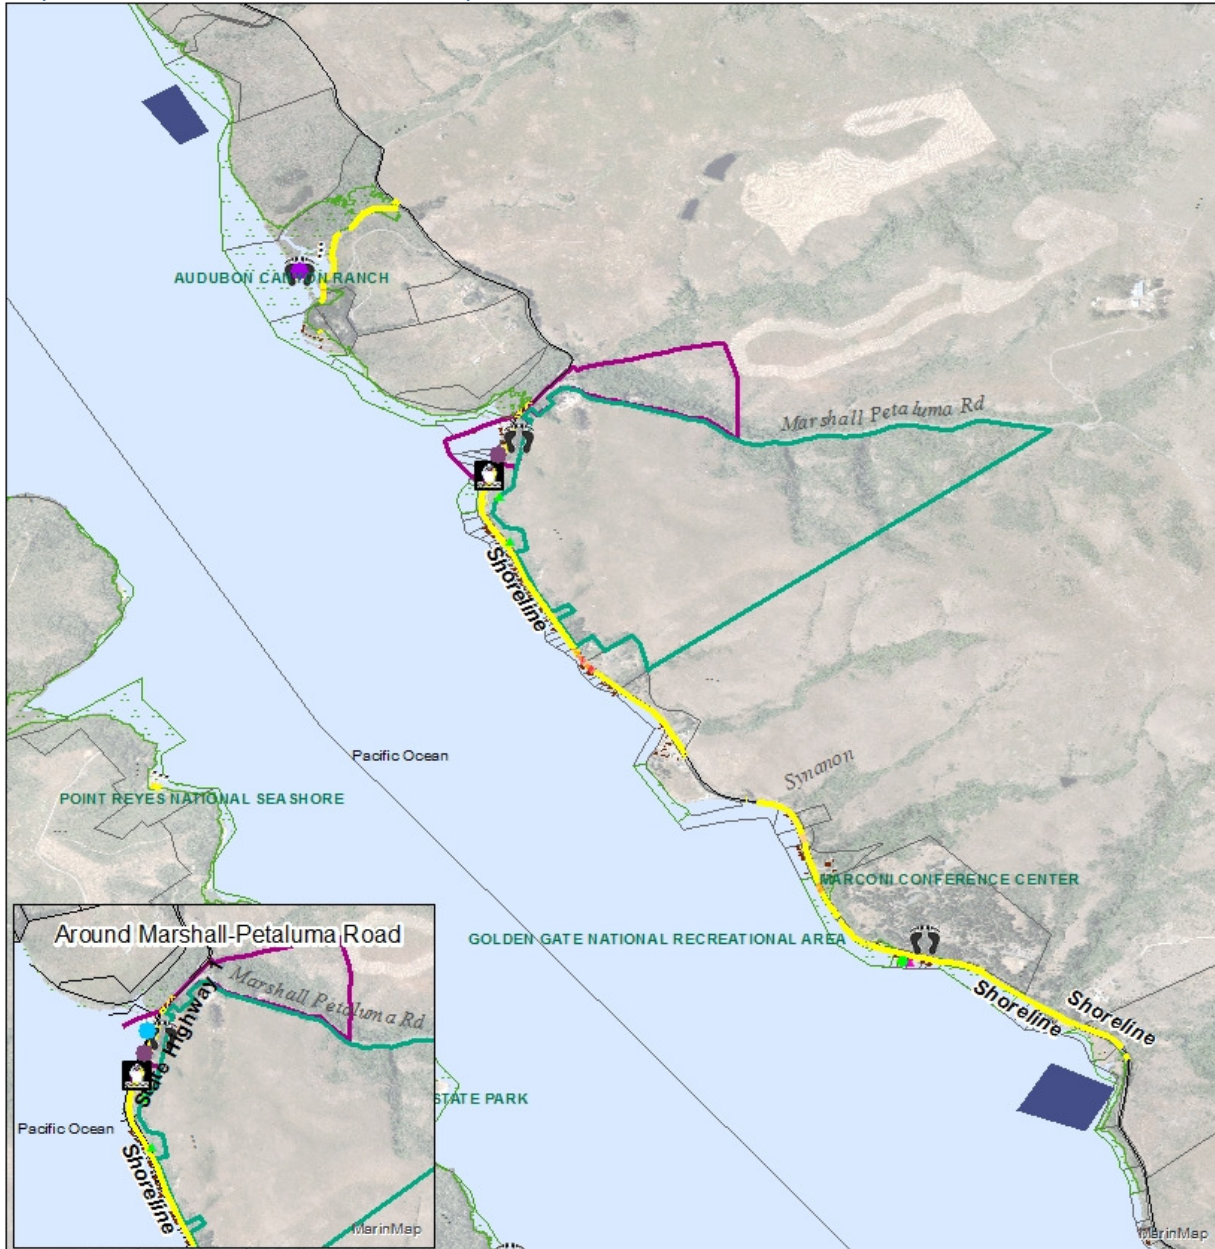 AUDUBON CANYON RANCH
Marshall Petaluma Rd
Shoreline
Pacific Ocean
Synanon
POINT REYES NATIONAL SEASHORE
MARCONI CONFERENCE CENTER
GOLDEN GATE NATIONAL RECREATIONAL AREA
Shoreline
Shoreline
STATE PARK
MarinMap
Around Marshall-Petaluma Road
Marshall Petaluma Rd
State Highway 1
Pacific Ocean
Shoreline
MarinMap